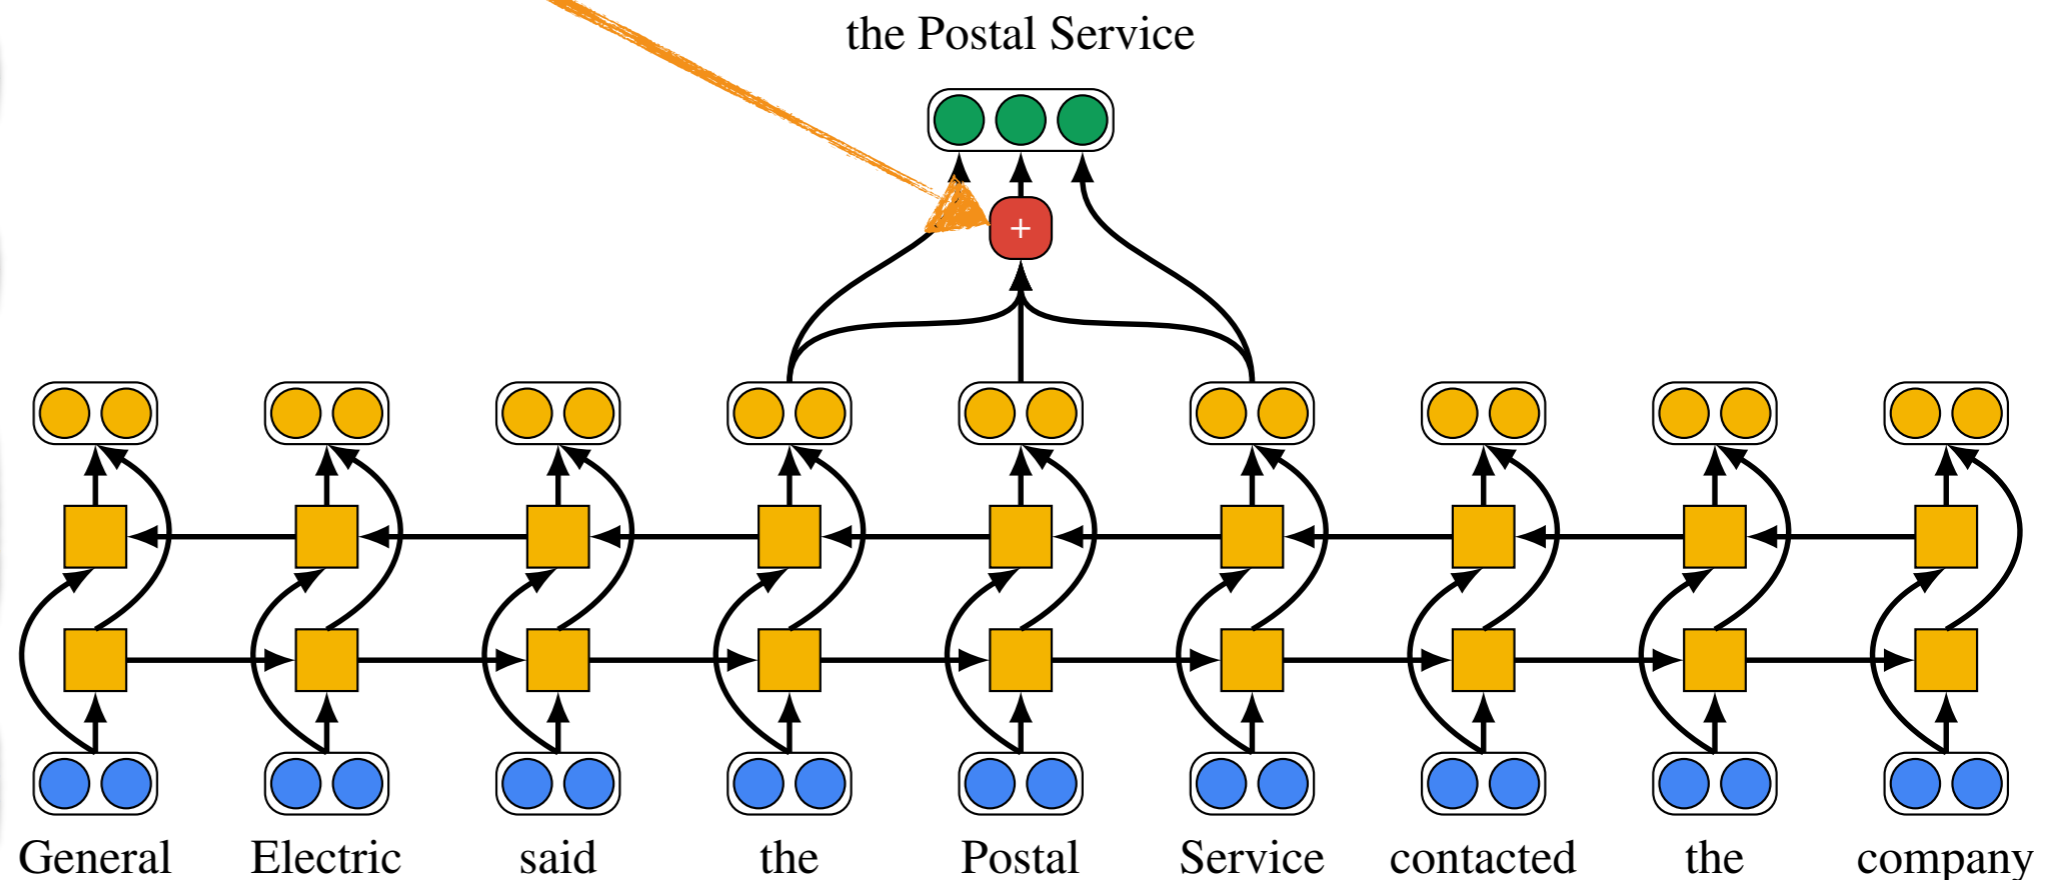 the Postal Service
+
General Electric said the Postal Service contacted the company